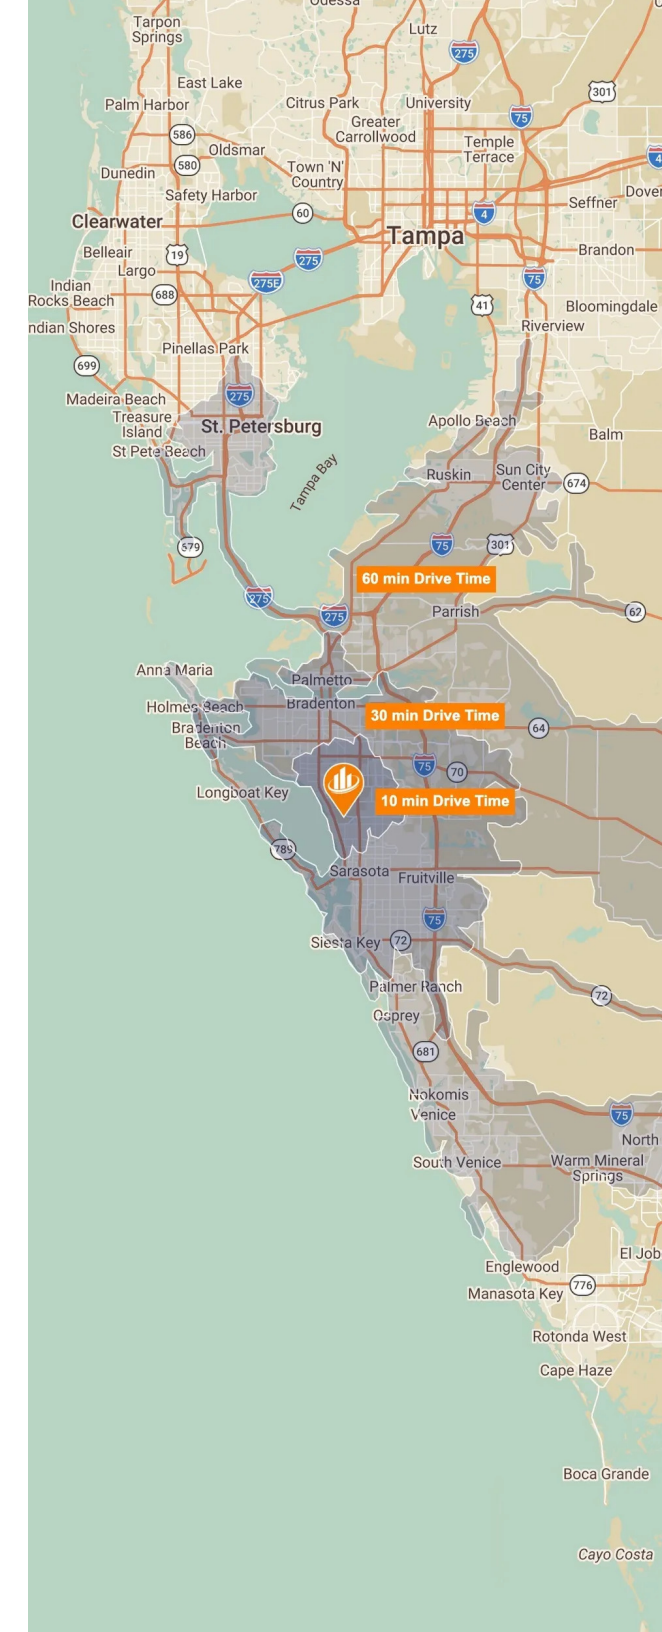 Tarpon
Springs
Lutz
275
East Lake
301
Palm Harbor
Citrus Park
University
75
Greater
Carrollwood
586
Temple
Terrace
Oldsmar
580
4
Dunedin
Town 'N'
Country
Safety Harbor
Seffner
60
4
Clearwater
Tampa
Belleair
19
Brandon
275
Largo
75
275E
Indian
Rocks Beach
688
41
Bloomingdale
ndian Shores
Riverview
Pinellas Park
699
275
Madeira Beach
Treasure
Island
St. Petersburg
Apollo Beach
Balm
St Pete Beach
Tampa Bay
Ruskin
Sun City
Center
674
579
75
301
60 min Drive Time
275
275
Parrish
62
Anna Maria
Palmetto
Holmes Beach
Bradenton
30 min Drive Time
Bradenton
Beach
64
75
70
Longboat Key
10 min Drive Time
789
Sarasota
Fruitville
75
Siesta Key
72
Palmer Ranch
72
Osprey
681
Nokomis
Venice
75
North
South Venice
Warm Mineral
Springs
El Job
Englewood
776
Manasota Key
Rotonda West
Cape Haze
Boca Grande
Cayo Costa